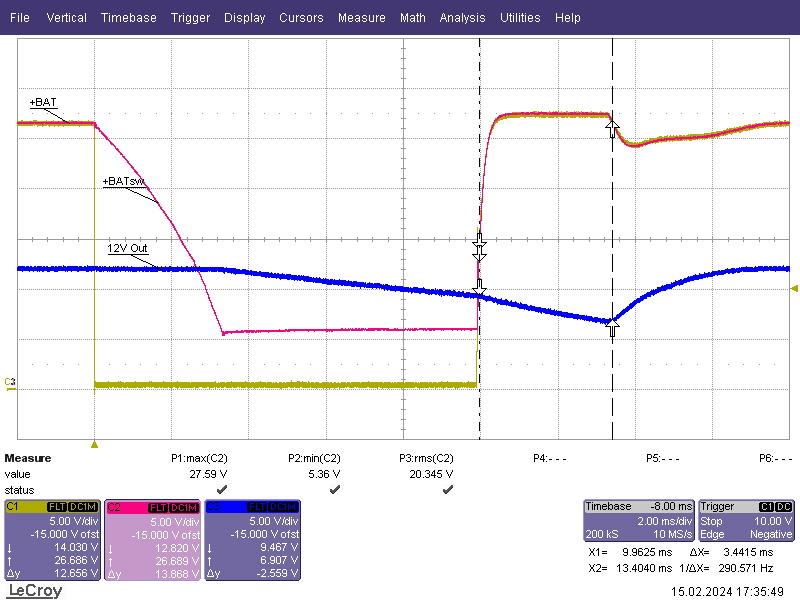 File Vertical Timebase Trigger Display Cursors Measure Math Analysis Utilities Help
+BAT
+BATsw
12V Out
C3
1
Measure P1:max(C2) P2:min(C2) P3:rms(C2) P4:- - - P5:- - - P6:- - -
value 27.59 V 5.36 V 20.345 V
status
C1 FLT DC1M C2 FLT DC1M C3 FLT DC1M Timebase -8.00 ms Trigger C1 DC
5.00 V/div 5.00 V/div 5.00 V/div 2.00 ms/div Stop 10.00 V
-15.000 V ofst -15.000 V ofst -15.000 V ofst 200 kS 10 MS/s Edge Negative
↓ 14.030 V ↓ 12.820 V ↓ 9.467 V X1= 9.9625 ms ΔX= 3.4415 ms
↑ 26.686 V ↑ 26.689 V ↑ 6.907 V X2= 13.4040 ms 1/ΔX= 290.571 Hz
Δy 12.656 V Δy 13.868 V Δy -2.559 V
LeCroy 15.02.2024 17:35:49